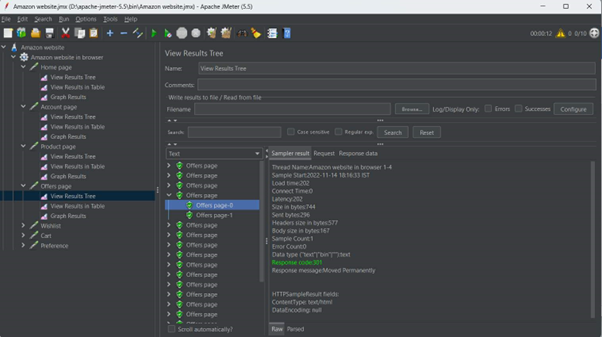 Amazon website.jmx (D:\apache-jmeter-5.5\bin\Amazon website.jmx) - Apache JMeter (5.5)
File Edit Search Run Options Tools Help
00:00:12 0 0/10
Amazon website
Amazon website in browser
Home page
View Results Tree
View Results in Table
Graph Results
Account page
View Results Tree
View Results in Table
Graph Results
Product page
View Results Tree
View Results in Table
Graph Results
Offers page
View Results Tree
View Results in Table
Graph Results
Wishlist
Cart
Preference
View Results Tree
Name: View Results Tree
Comments:
Write results to file / Read from file
Filename Browse... Log/Display Only: Errors Successes Configure
Search: Case sensitive Regular exp. Search Reset
Text
Offers page
Offers page
Offers page
Offers page
Offers page-0
Offers page-1
Offers page
Offers page
Offers page
Offers page
Offers page
Offers page
Offers page
Offers page
Offers page
Offers page
Scroll automatically?
Sampler result Request Response data
Thread Name:Amazon website in browser 1-4
Sample Start:2022-11-14 18:16:33 IST
Load time:202
Connect Time:0
Latency:202
Size in bytes:744
Sent bytes:296
Headers size in bytes:577
Body size in bytes:167
Sample Count:1
Error Count:0
Data type ("text"|"bin"|""):text
Response code:301
Response message:Moved Permanently
HTTPSampleResult fields:
ContentType: text/html
DataEncoding: null
Raw Parsed